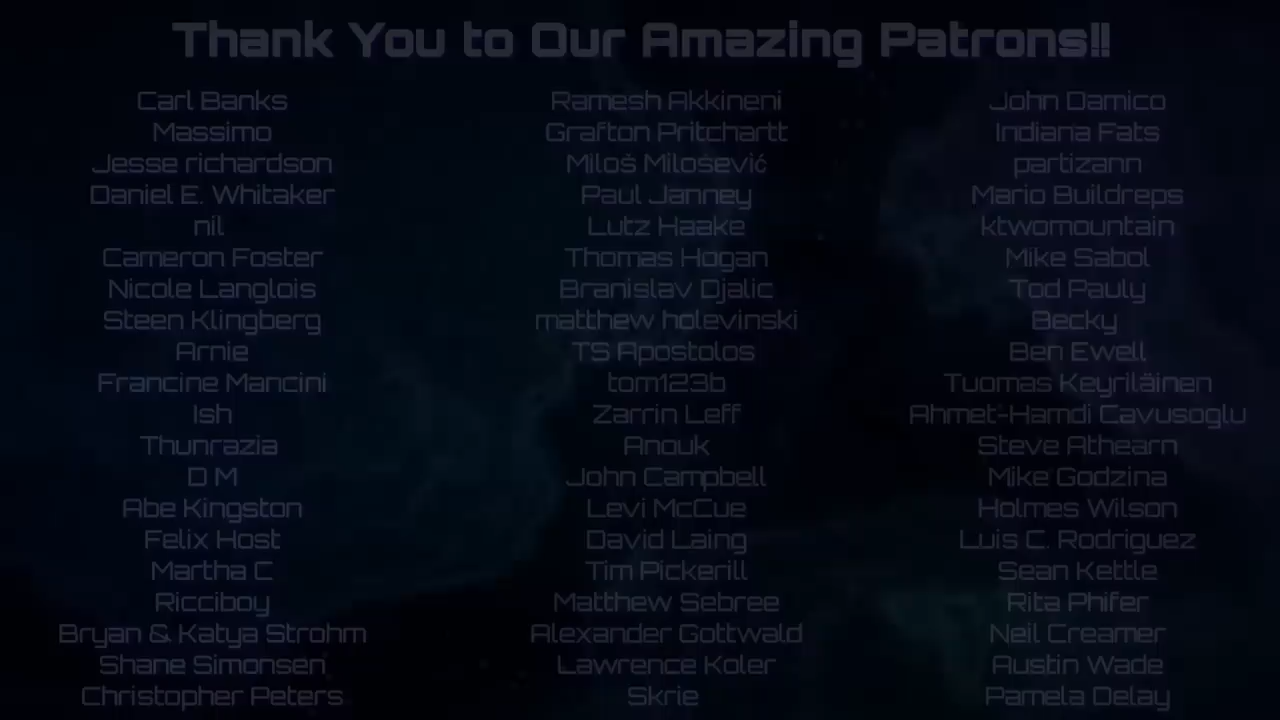 Thank You to Our Amazing Patrons!!
Carl Banks
Massimo
Jesse richardson
Daniel E. Whitaker
nil
Cameron Foster
Nicole Langlois
Steen Klingberg
Arnie
Francine Mancini
Ish
Thunrazia
D M
Abe Kingston
Felix Host
Martha C
Ricciboy
Bryan & Katya Strohm
Shane Simonsen
Christopher Peters
Ramesh Akkineni
Grafton Pritchartt
Miloš Milosević
Paul Janney
Lutz Haake
Thomas Hogan
Branislav Djalic
matthew holevinski
TS Apostolos
tom123b
Zarrin Leff
Anouk
John Campbell
Levi McCue
David Laing
Tim Pickerill
Matthew Sebree
Alexander Gottwald
Lawrence Koler
Skrie
John Damico
Indiana Fats
partizann
Mario Buildreps
ktwomountain
Mike Sabol
Tod Pauly
Becky
Ben Ewell
Tuomas Keyriläinen
Ahmet-Hamdi Cavusoglu
Steve Athearn
Mike Godzina
Holmes Wilson
Luis C. Rodriguez
Sean Kettle
Rita Phifer
Neil Creamer
Austin Wade
Pamela Delay